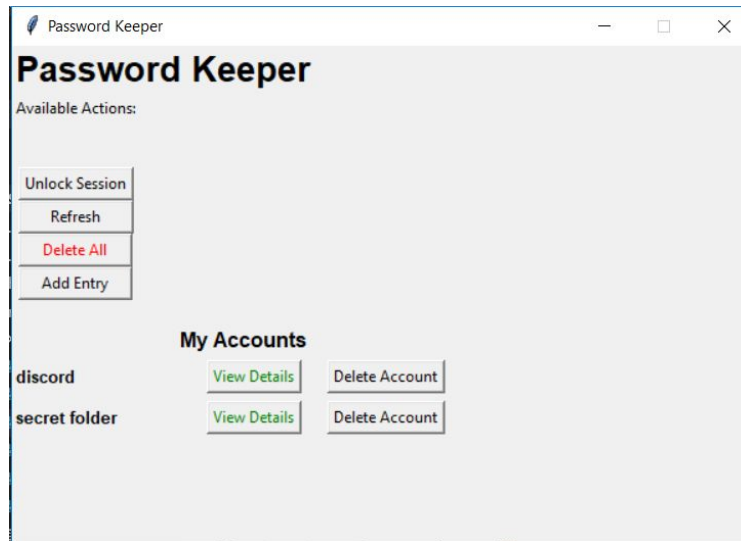 Password Keeper
Password Keeper
Available Actions:
Unlock Session
Refresh
Delete All
Add Entry
My Accounts
discord View Details Delete Account
secret folder View Details Delete Account